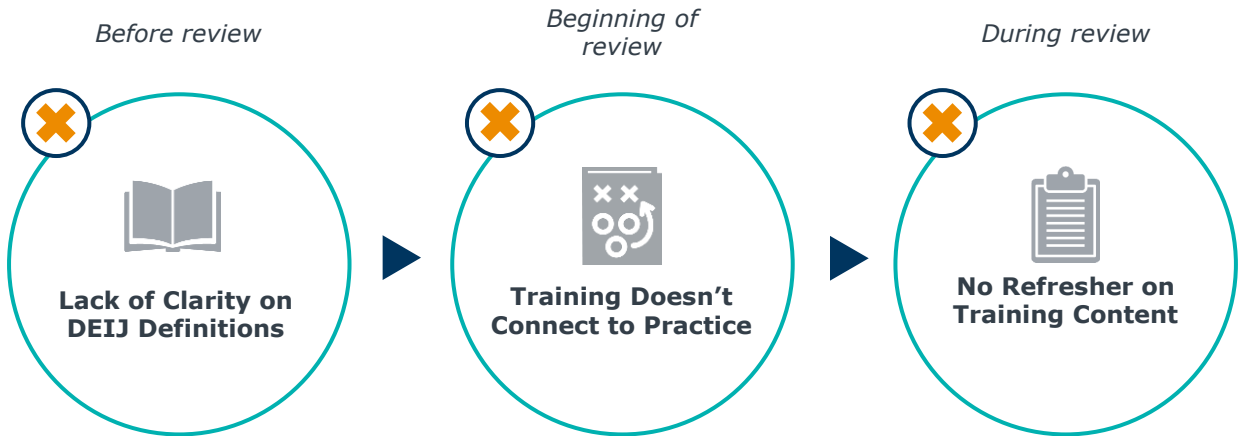 Before review
Beginning of
review
During review
Lack of Clarity on
DEIJ Definitions
Training Doesn’t
Connect to Practice
No Refresher on
Training Content